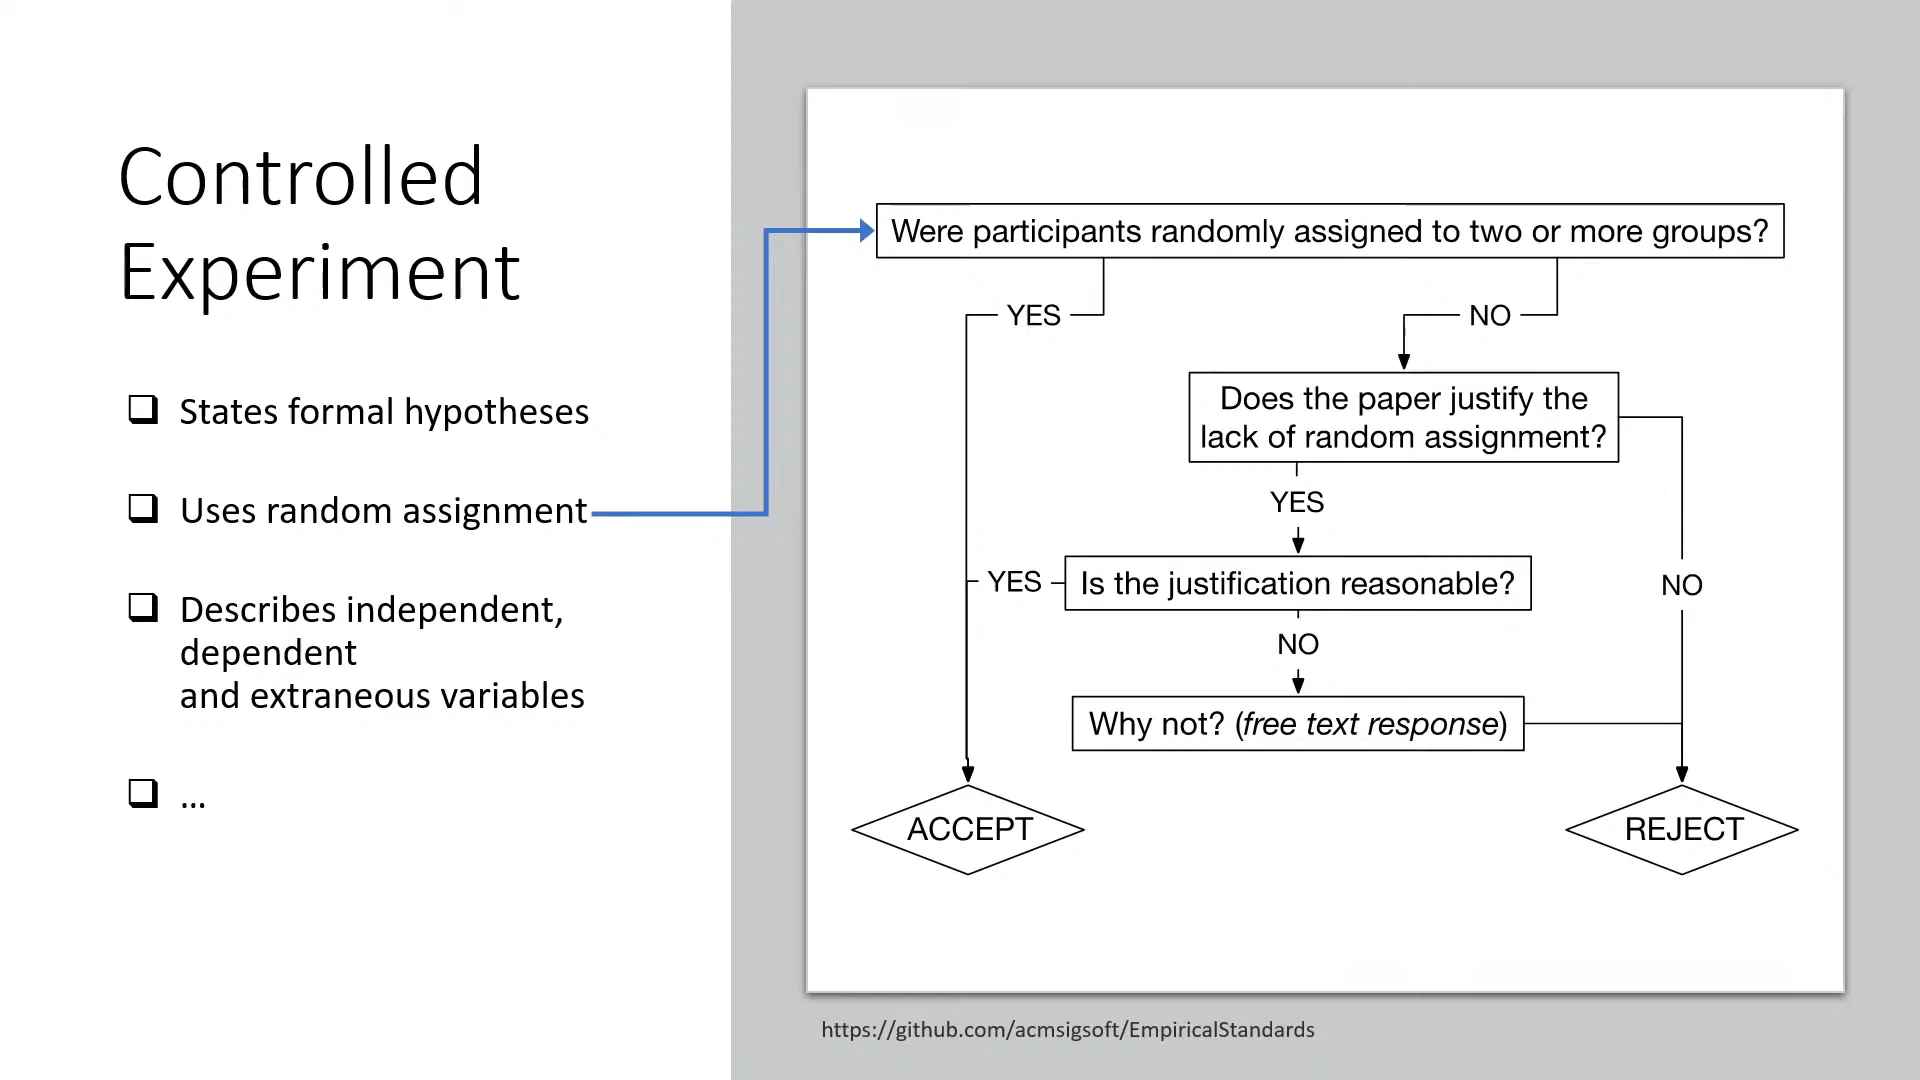 Controlled
Experiment
States formal hypotheses
Uses random assignment
Describes independent,
dependent
and extraneous variables
...
Were participants randomly assigned to two or more groups?
YES
NO
Does the paper justify the
lack of random assignment?
YES
NO
YES
Is the justification reasonable?
NO
Why not? (free text response)
ACCEPT
REJECT
https://github.com/acmsigsoft/EmpiricalStandards